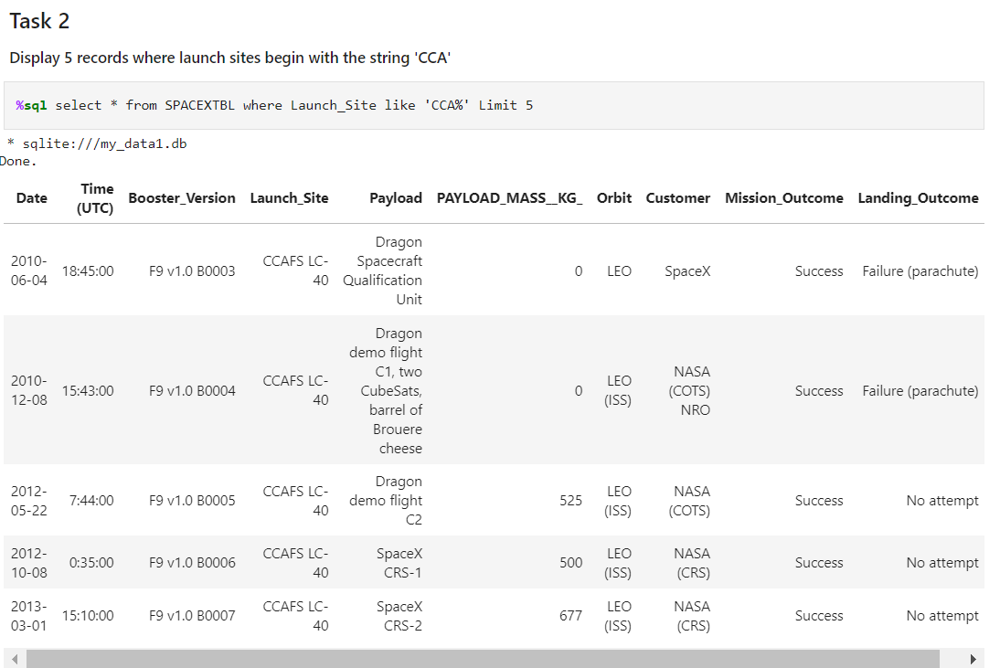 Task 2
Display 5 records where launch sites begin with the string 'CCA'
%sql select * from SPACEXTBL where Launch_Site like 'CCA%' Limit 5
* sqlite:///my_data1.db
Done.
Date Time (UTC) Booster_Version Launch_Site Payload PAYLOAD_MASS__KG_ Orbit Customer Mission_Outcome Landing_Outcome
2010-06-04 18:45:00 F9 v1.0 B0003 CCAFS LC-40 Dragon Spacecraft Qualification Unit 0 LEO SpaceX Success Failure (parachute)
2010-12-08 15:43:00 F9 v1.0 B0004 CCAFS LC-40 Dragon demo flight C1, two CubeSats, barrel of Brouere cheese 0 LEO (ISS) NASA (COTS) NRO Success Failure (parachute)
2012-05-22 7:44:00 F9 v1.0 B0005 CCAFS LC-40 Dragon demo flight C2 525 LEO (ISS) NASA (COTS) Success No attempt
2012-10-08 0:35:00 F9 v1.0 B0006 CCAFS LC-40 SpaceX CRS-1 500 LEO (ISS) NASA (CRS) Success No attempt
2013-03-01 15:10:00 F9 v1.0 B0007 CCAFS LC-40 SpaceX CRS-2 677 LEO (ISS) NASA (CRS) Success No attempt